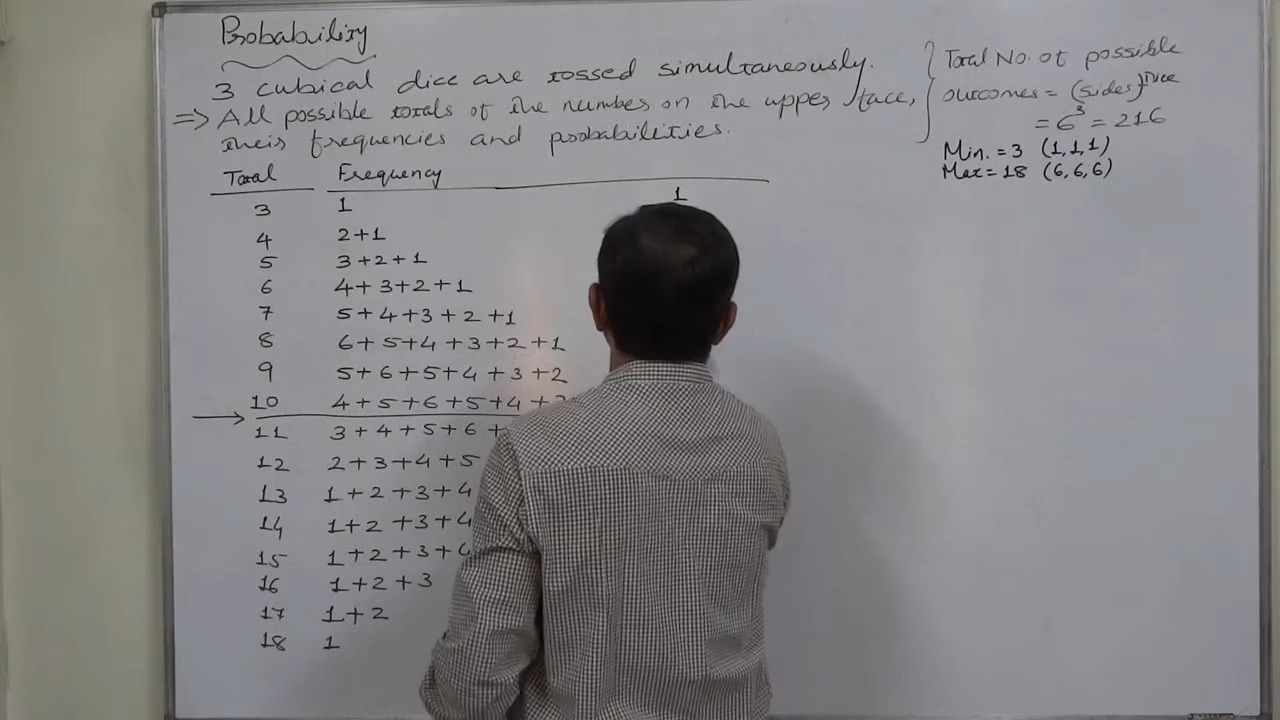 Probability
3 cubical dice are tossed simultaneously.
=> All possible totals of the numbers on the upper face,
their frequencies and probabilities.
Total No. of possible
outcomes = (sides)^Dice
= 6^3 = 216
Min. = 3 (1,1,1)
Max = 18 (6,6,6)
Total Frequency
3 1 1
4 2+1
5 3+2+1
6 4+3+2+1
7 5+4+3+2+1
8 6+5+4+3+2+1
9 5+6+5+4+3+2
10 4+5+6+5+4+
11 3+4+5+6+
12 2+3+4+5
13 1+2+3+4
14 1+2+3+4
15 1+2+3+4
16 1+2+3
17 1+2
18 1